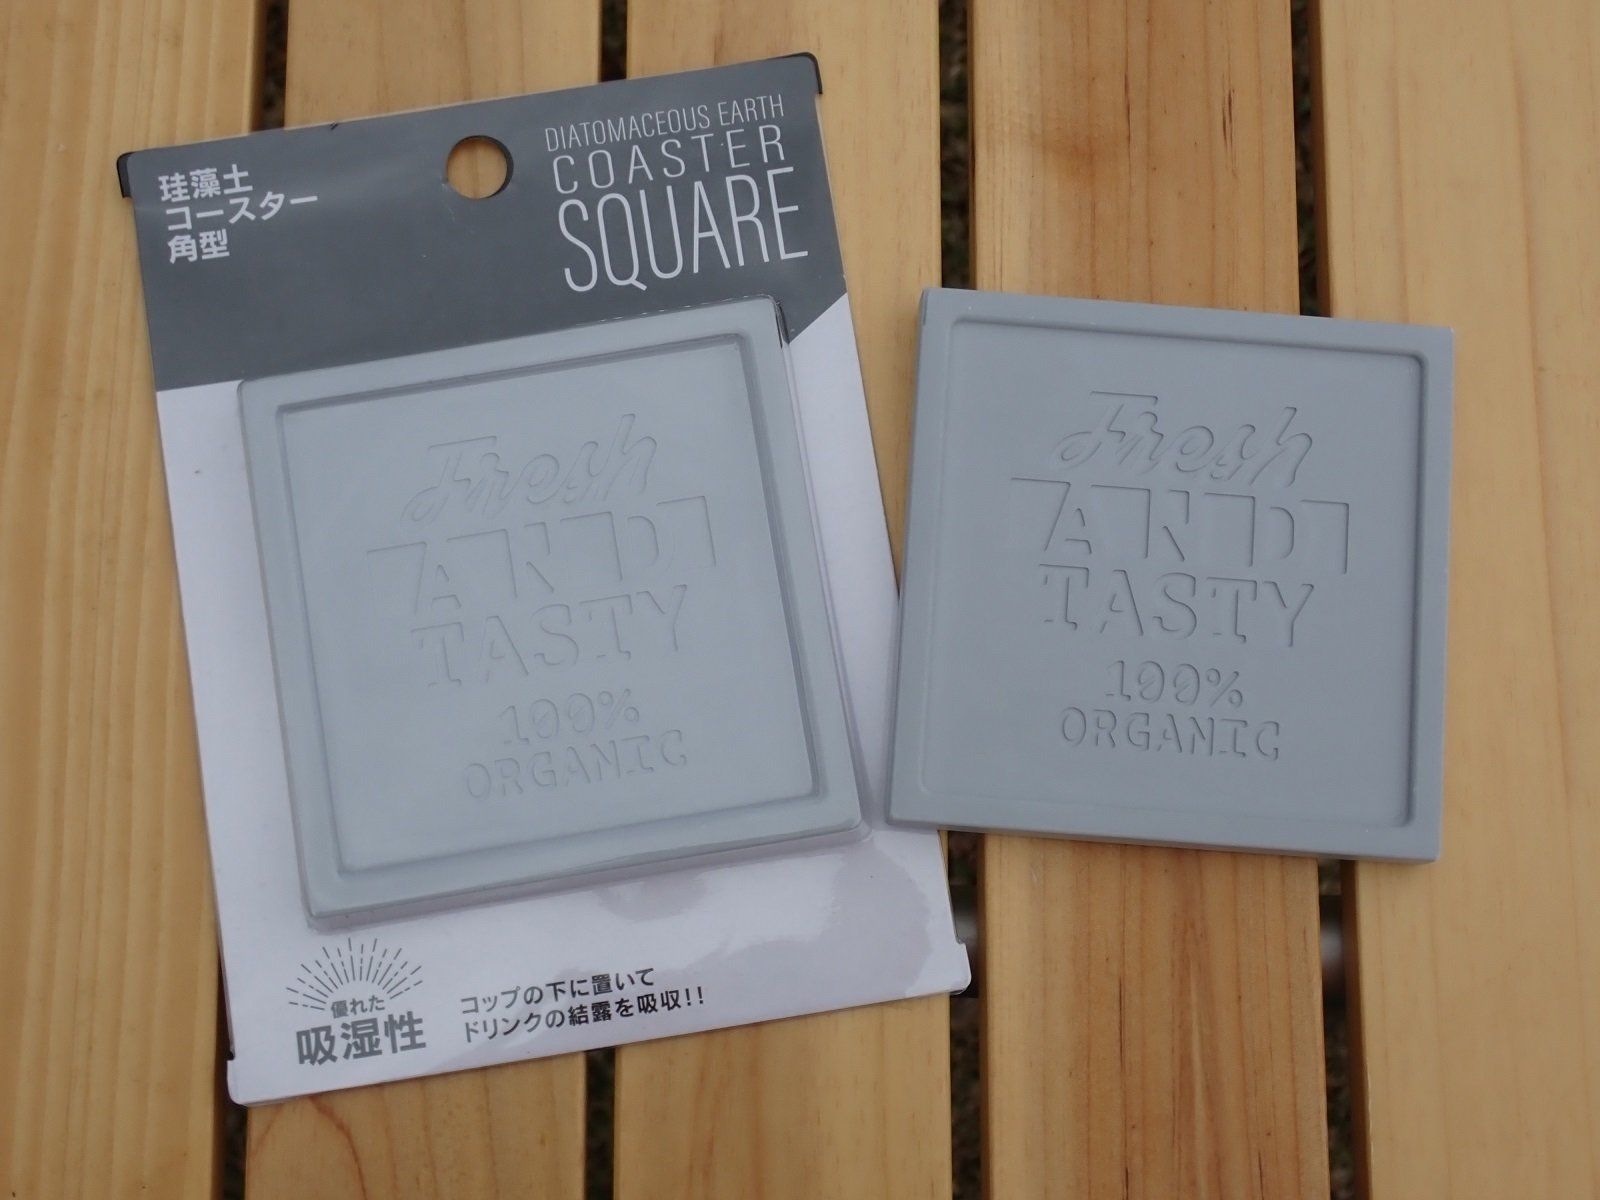 珪藻土
コースター
角型
DIATOMACEOUS EARTH
COASTER
SQUARE
Fresh
AND
TASTY
100%
ORGANIC
優れた
吸湿性
コップの下に置いて
ドリンクの結露を吸収!!
Fresh
AND
TASTY
100%
ORGANIC